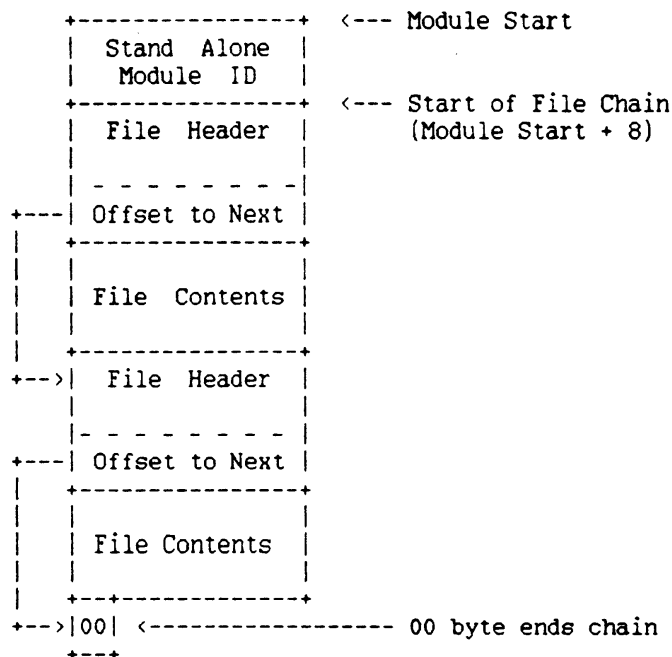 <--- Module Start
Stand Alone
Module ID
<--- Start of File Chain
File Header (Module Start + 8)
Offset to Next
File Contents
File Header
Offset to Next
File Contents
00 <----------------- 00 byte ends chain